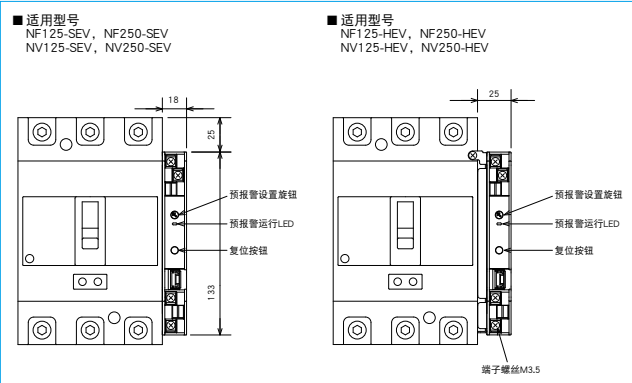 ■ 适用型号
NF125-SEV，NF250-SEV
NV125-SEV，NV250-SEV
18
25
预报警设置旋钮
预报警运行LED
复位按钮
133
■ 适用型号
NF125-HEV，NF250-HEV
NV125-HEV，NV250-HEV
25
预报警设置旋钮
预报警运行LED
复位按钮
端子螺丝M3.5